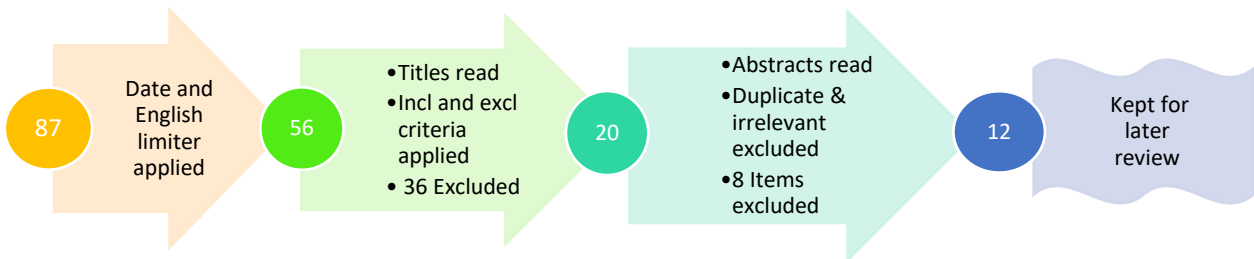 87
Date and
English
limiter
applied
56
•Titles read
•Incl and excl
criteria
applied
• 36 Excluded
20
•Abstracts read
•Duplicate &
irrelevant
excluded
•8 Items
excluded
12
Kept for
later
review